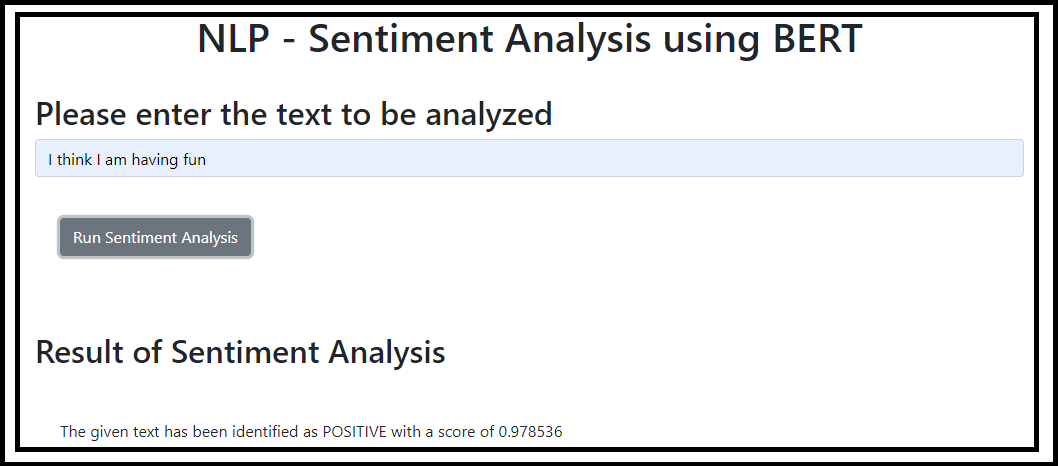 NLP - Sentiment Analysis using BERT
Please enter the text to be analyzed
I think I am having fun
Run Sentiment Analysis
Result of Sentiment Analysis
The given text has been identified as POSITIVE with a score of 0.978536